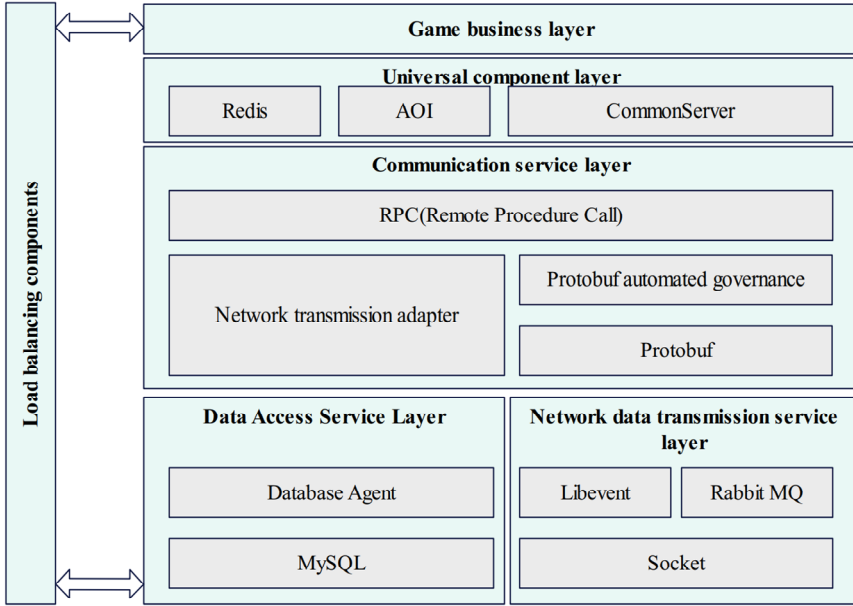 Load balancing components
Game business layer
Universal component layer
Redis
AOI
CommonServer
Communication service layer
RPC(Remote Procedure Call)
Network transmission adapter
Protobuf automated governance
Protobuf
Data Access Service Layer
Database Agent
MySQL
Network data transmission service
layer
Libevent
Rabbit MQ
Socket